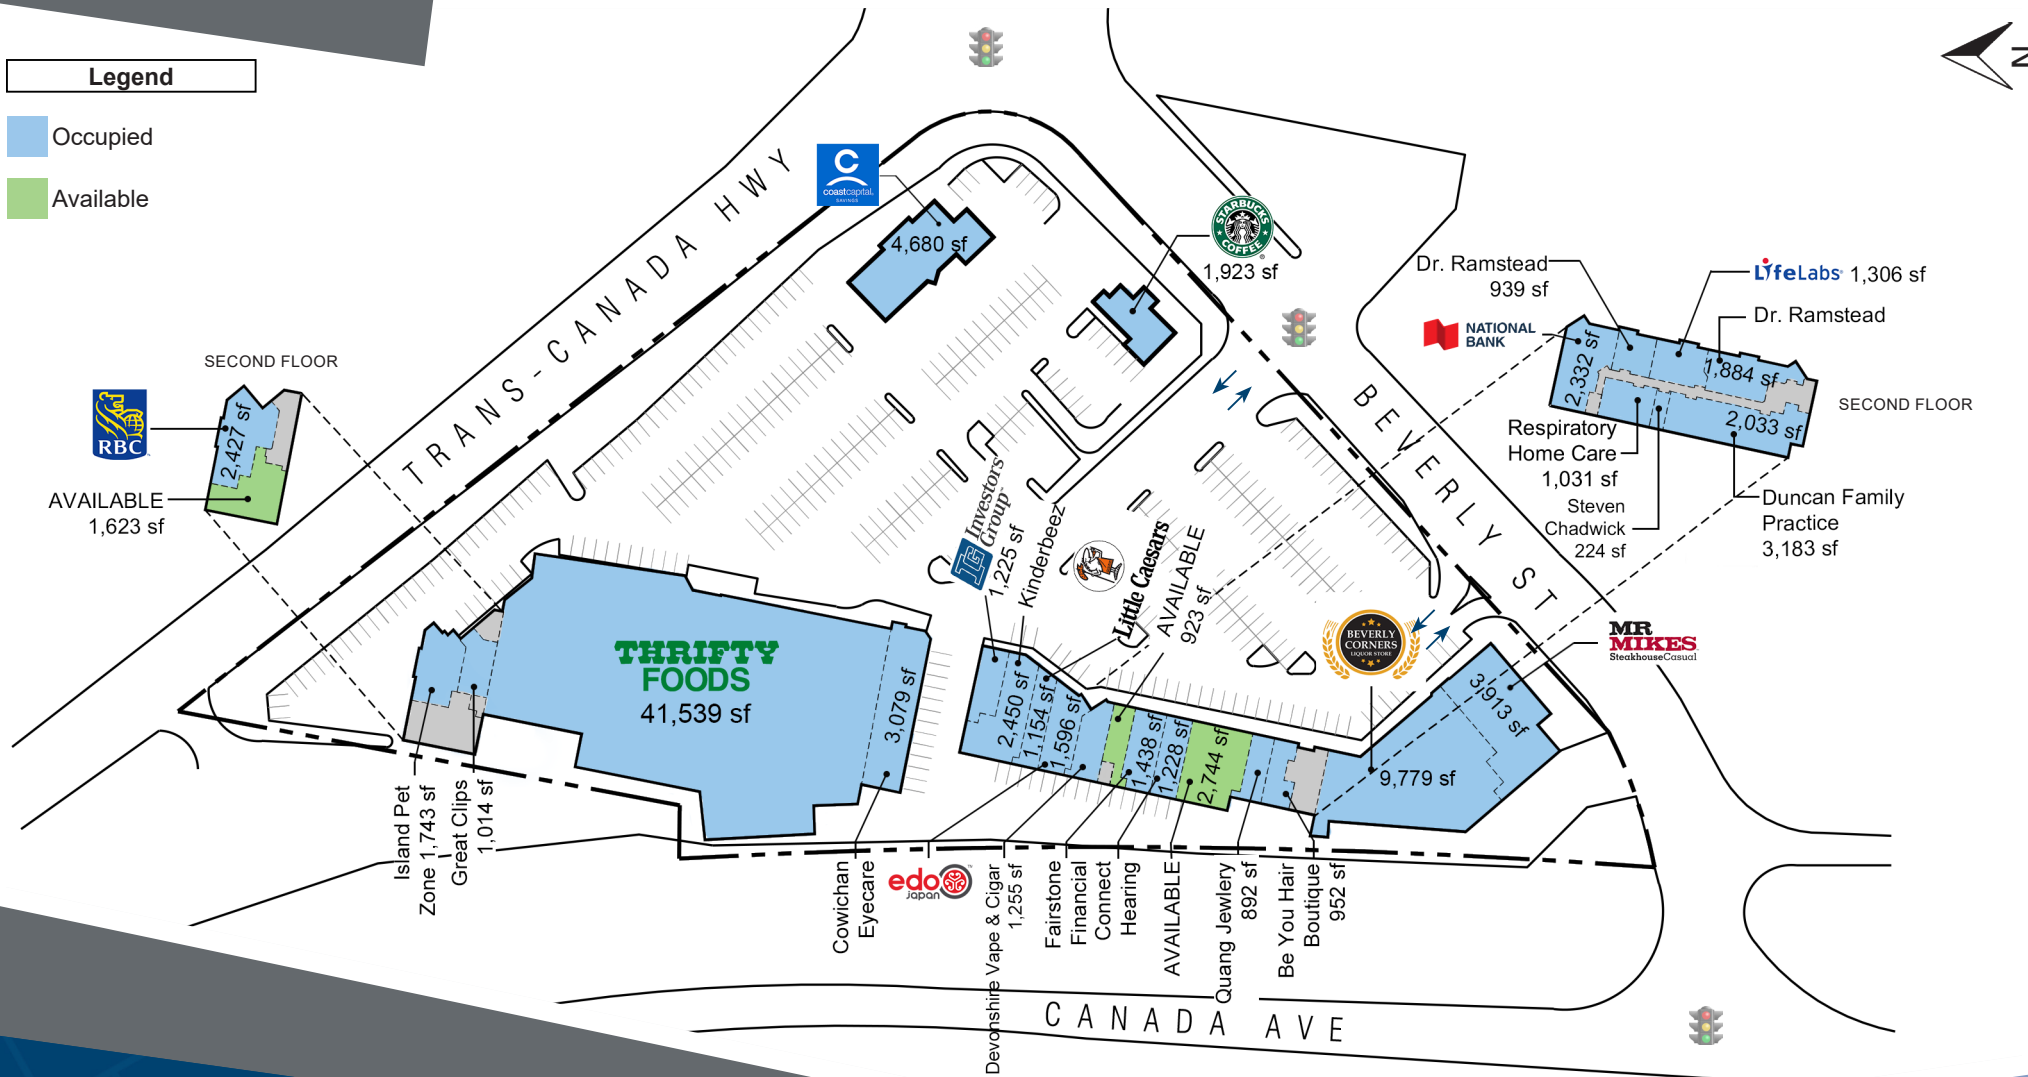 Legend
Occupied
Available
N
TRANS-CANADA HWY
BEVERLY ST
CANADA AVE
coastcapital.
SAVINGS
4,680 sf
STARBUCKS
COFFEE
1,923 sf
SECOND FLOOR
RBC
2,427 sf
AVAILABLE
1,623 sf
Dr. Ramstead
939 sf
LifeLabs 1,306 sf
Dr. Ramstead
1,884 sf
NATIONAL
BANK
2,332 sf
SECOND FLOOR
2,033 sf
Respiratory
Home Care
1,031 sf
Steven
Chadwick
224 sf
Duncan Family
Practice
3,183 sf
THRIFTY
FOODS
41,539 sf
3,079 sf
IG
Investors
Group™
1,225 sf
Kinderbeez
Little Caesars
AVAILABLE
923 sf
BEVERLY
CORNERS
LIQUOR STORE
MR
MIKES
SteakhouseCasual
2,450 sf
1,154 sf
1,596 sf
1,438 sf
1,228 sf
2,744 sf
9,779 sf
3,913 sf
Island Pet
Zone 1,743 sf
Great Clips
1,014 sf
Cowichan
Eyecare
edo
japan
Devonshire Vape & Cigar
1,255 sf
Fairstone
Financial
Connect
Hearing
AVAILABLE
Quang Jewlery
892 sf
Be You Hair
Boutique
952 sf